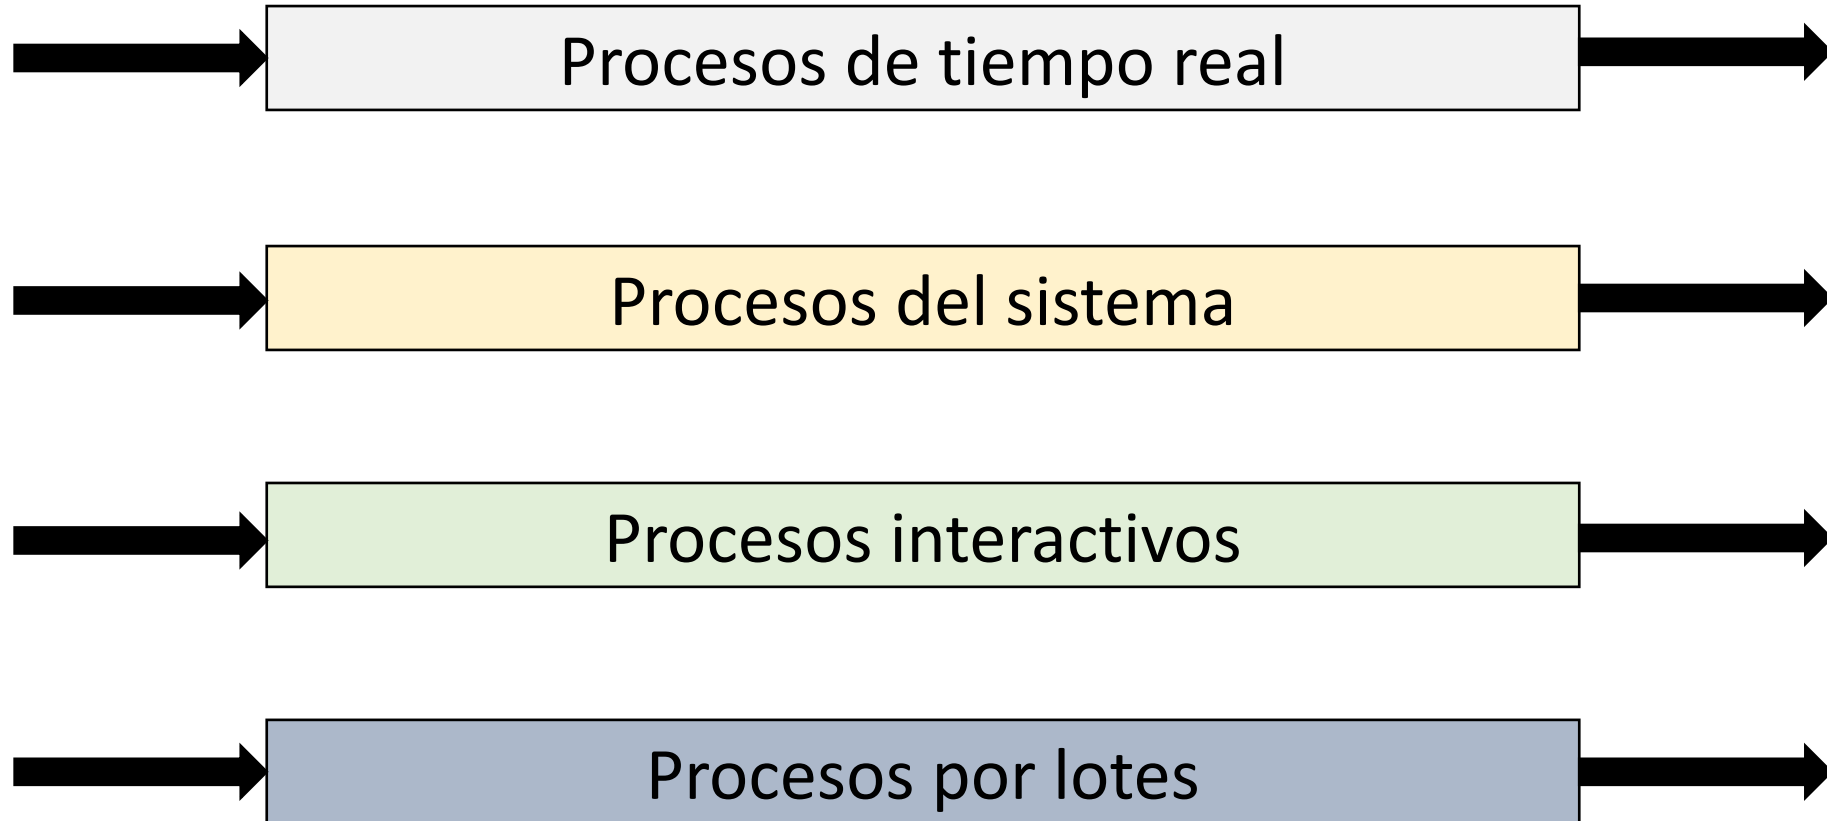 Procesos de tiempo real
Procesos del sistema
Procesos interactivos
Procesos por lotes